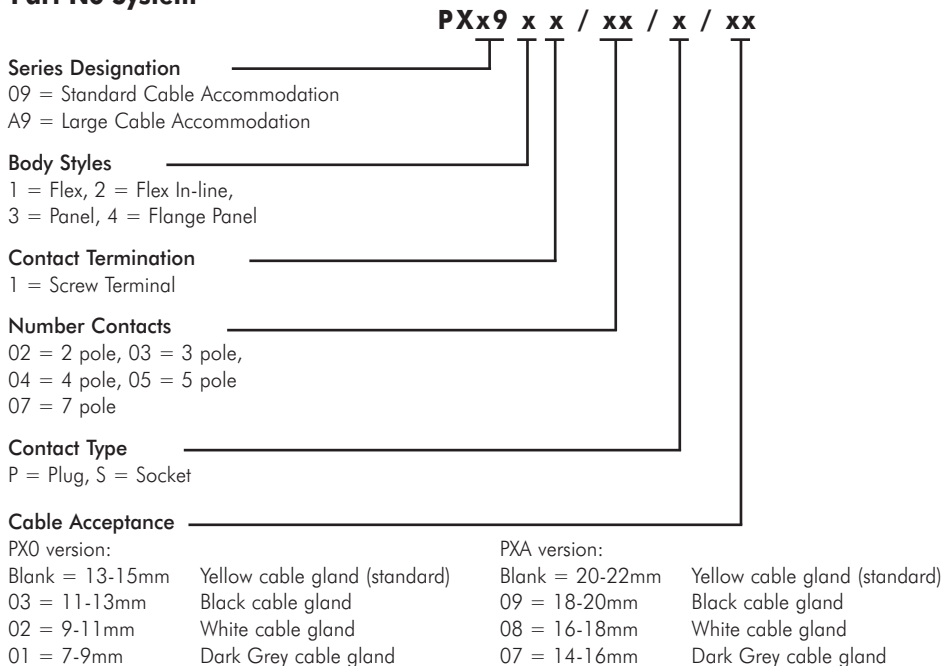 Part No System
PXx9 x x / xx / x / xx
Series Designation
09 = Standard Cable Accommodation
A9 = Large Cable Accommodation
Body Styles
1 = Flex, 2 = Flex In-line,
3 = Panel, 4 = Flange Panel
Contact Termination
1 = Screw Terminal
Number Contacts
02 = 2 pole, 03 = 3 pole,
04 = 4 pole, 05 = 5 pole
07 = 7 pole
Contact Type
P = Plug, S = Socket
Cable Acceptance
PX0 version:
Blank = 13-15mm Yellow cable gland (standard)
03 = 11-13mm Black cable gland
02 = 9-11mm White cable gland
01 = 7-9mm Dark Grey cable gland
PXA version:
Blank = 20-22mm Yellow cable gland (standard)
09 = 18-20mm Black cable gland
08 = 16-18mm White cable gland
07 = 14-16mm Dark Grey cable gland